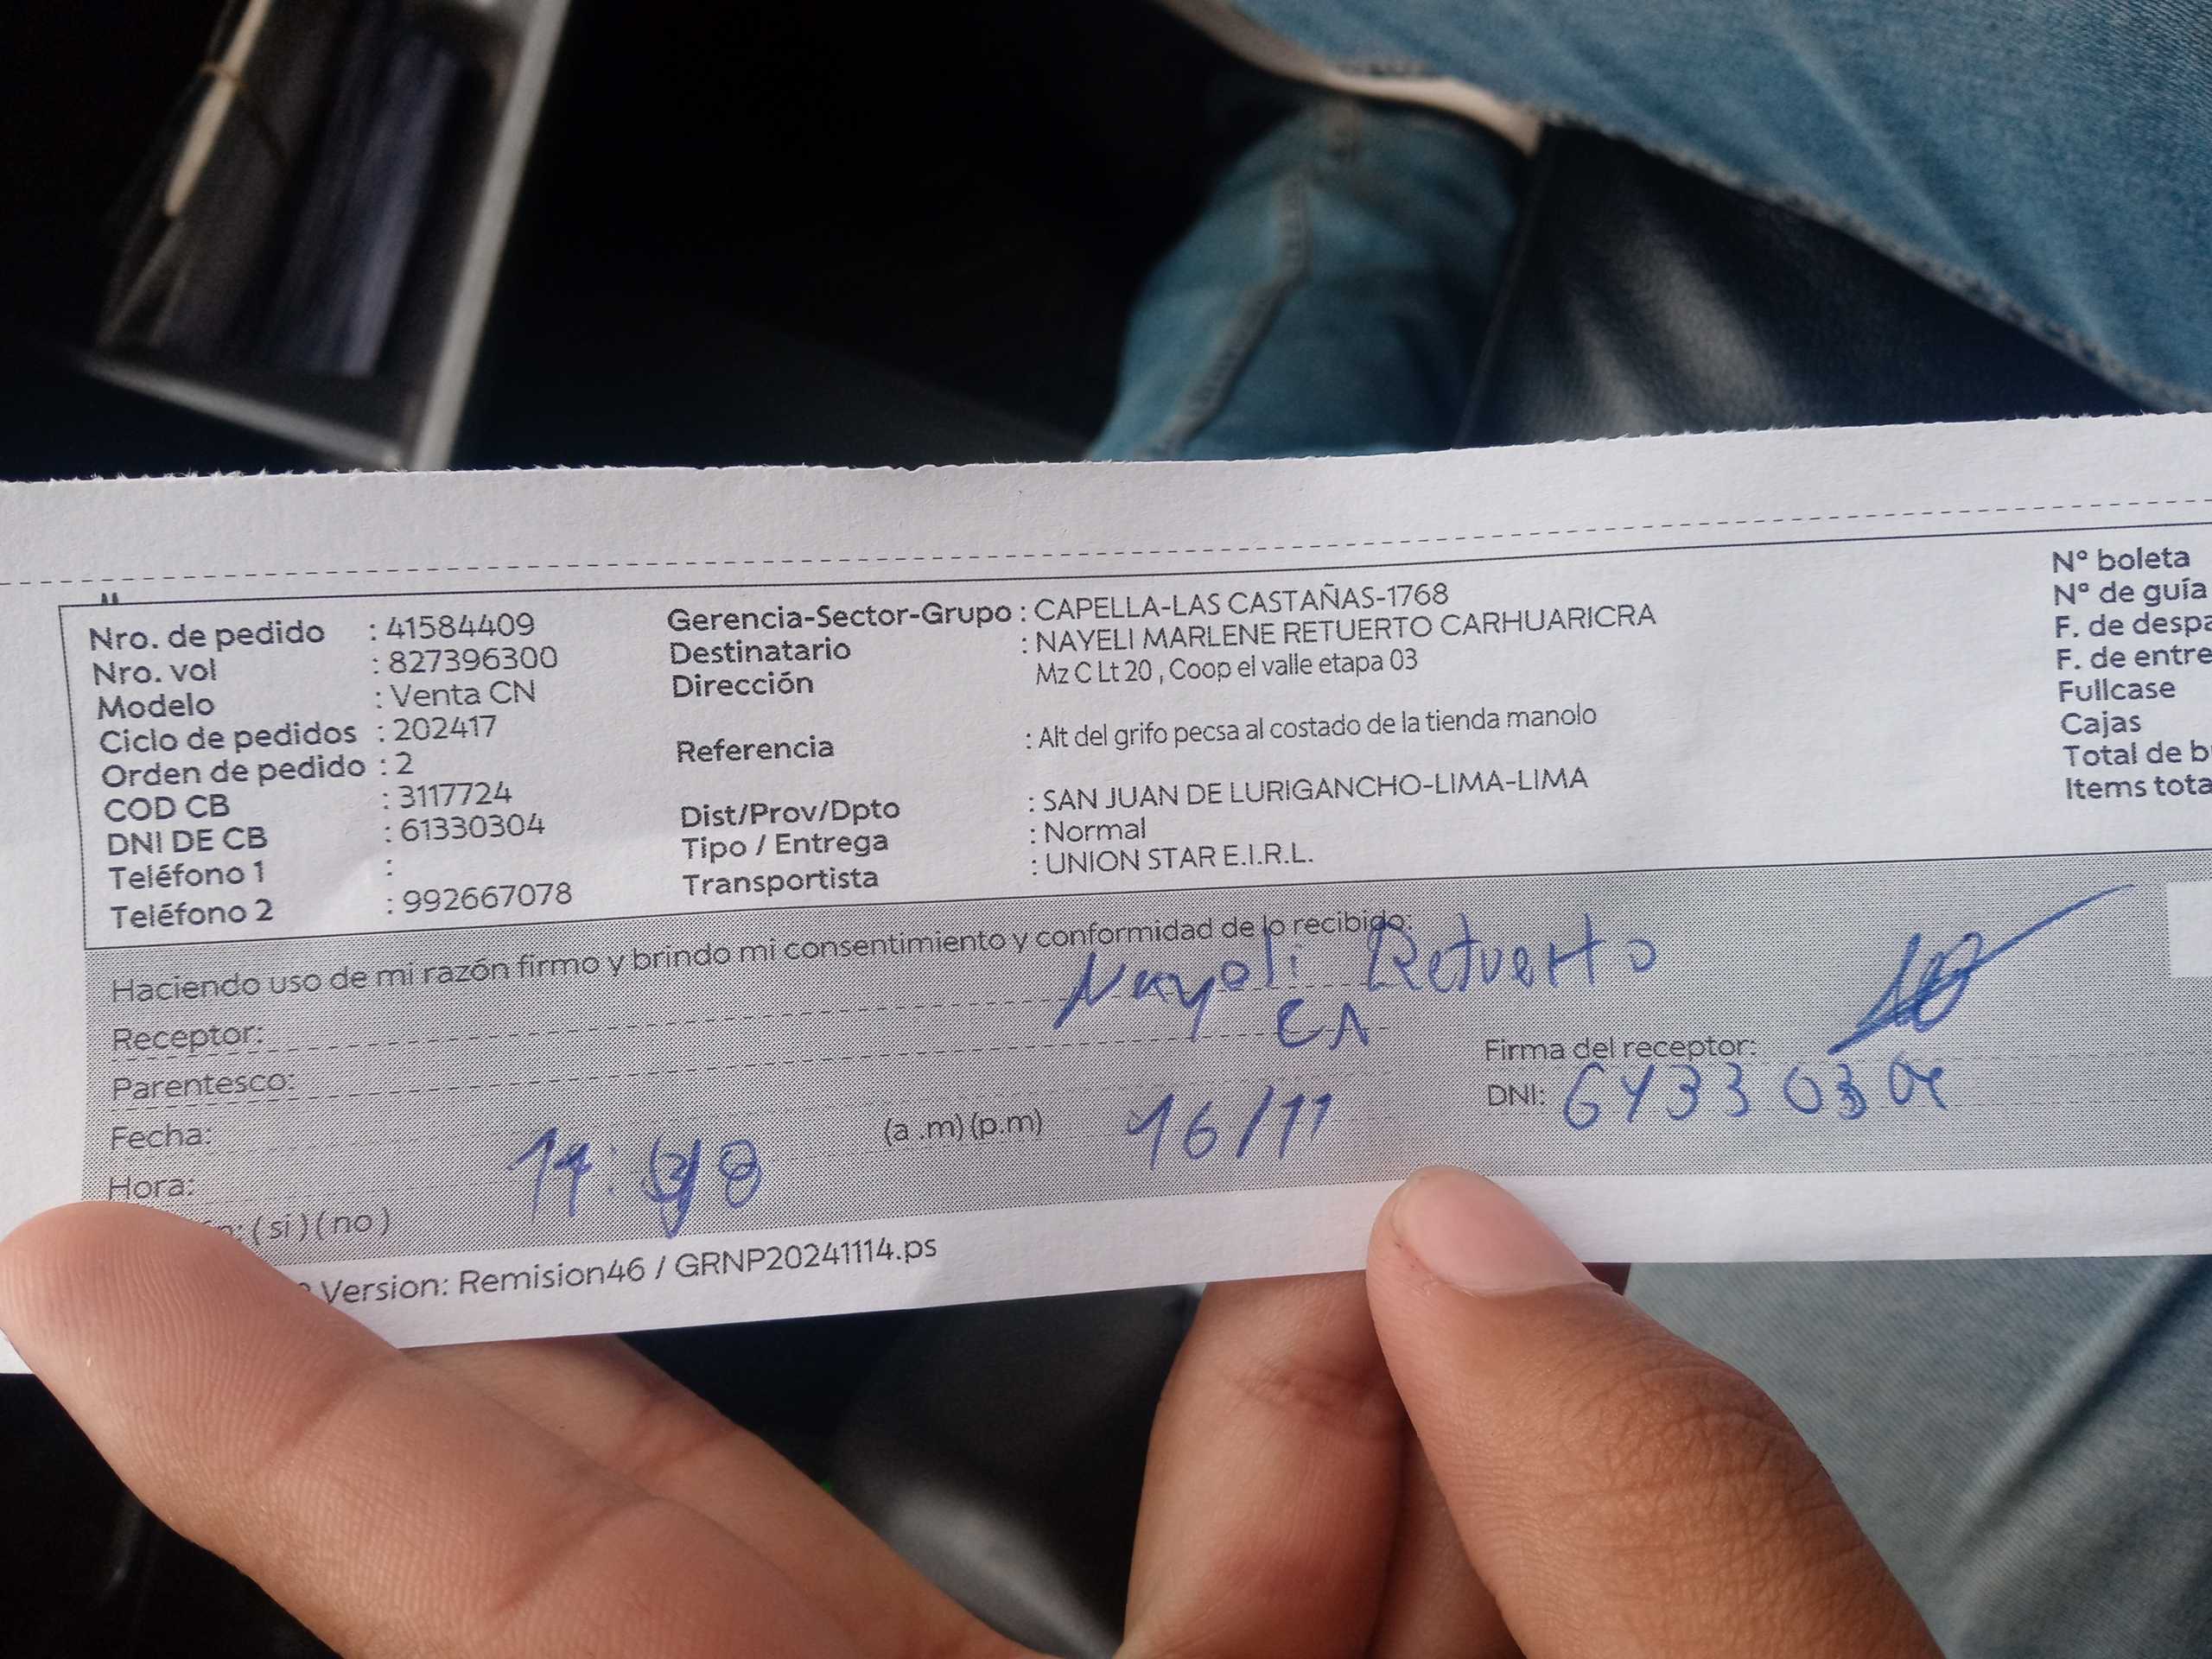 Nro. de pedido : 41584409
Nro. vol : 827396300
Modelo : Venta CN
Ciclo de pedidos : 202417
Orden de pedido : 2
COD CB : 3117724
DNI DE CB : 61330304
Teléfono 1 :
Teléfono 2 : 992667078
Gerencia-Sector-Grupo : CAPELLA-LAS CASTAÑAS-1768
Destinatario : NAYELI MARLENE RETUERTO CARHUARICRA
Dirección Mz C Lt 20 , Coop el valle etapa 03
Referencia : Alt del grifo pecsa al costado de la tienda manolo
Dist/Prov/Dpto : SAN JUAN DE LURIGANCHO-LIMA-LIMA
Tipo / Entrega : Normal
Transportista : UNION STAR E.I.R.L.
Nº boleta
Nº de guía
F. de despa
F. de entre
Fullcase
Cajas
Total de b
Items tota
Haciendo uso de mi razón firmo y brindo mi consentimiento y conformidad de lo recibido:
Receptor: Nayeli Retuerto
Parentesco: CA
Fecha: (a .m) (p.m) 16/11
Hora:
: ( si ) ( no )
Firma del receptor:
DNI:
Version: Remision46 / GRNP20241114.ps